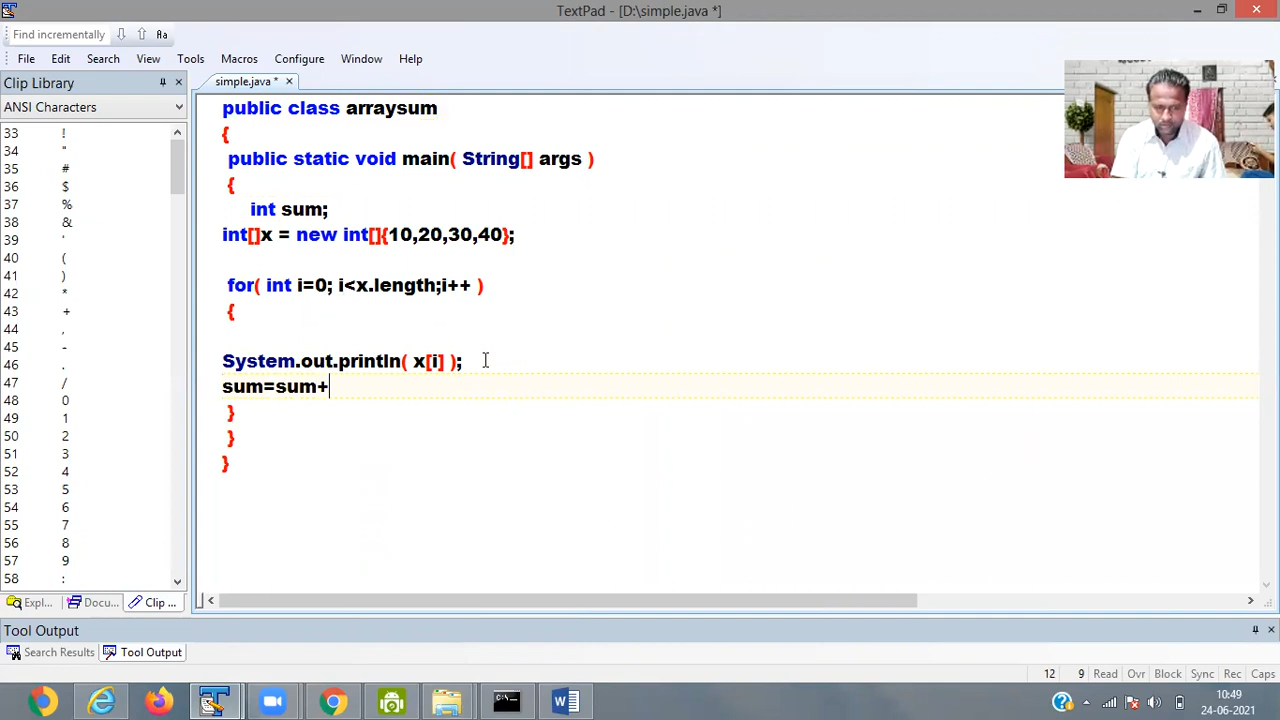 TextPad - [D:\simple.java *]
Find incrementally
File Edit Search View Tools Macros Configure Window Help
Clip Library
simple.java *
ANSI Characters
33 !
34 "
35 #
36 $
37 %
38 &
39 '
40 (
41 )
42 *
43 +
44 ,
45 -
46 .
47 /
48 0
49 1
50 2
51 3
52 4
53 5
54 6
55 7
56 8
57 9
58 :
public class arraysum
{
public static void main( String[] args )
{
int sum;
int[]x = new int[]{10,20,30,40};
for( int i=0; i<x.length;i++ )
{
System.out.println( x[i] );
sum=sum+
}
}
}
Expl... Docu... Clip ...
Tool Output
Search Results Tool Output
12 9 Read Ovr Block Sync Rec Caps
10:49
24-06-2021